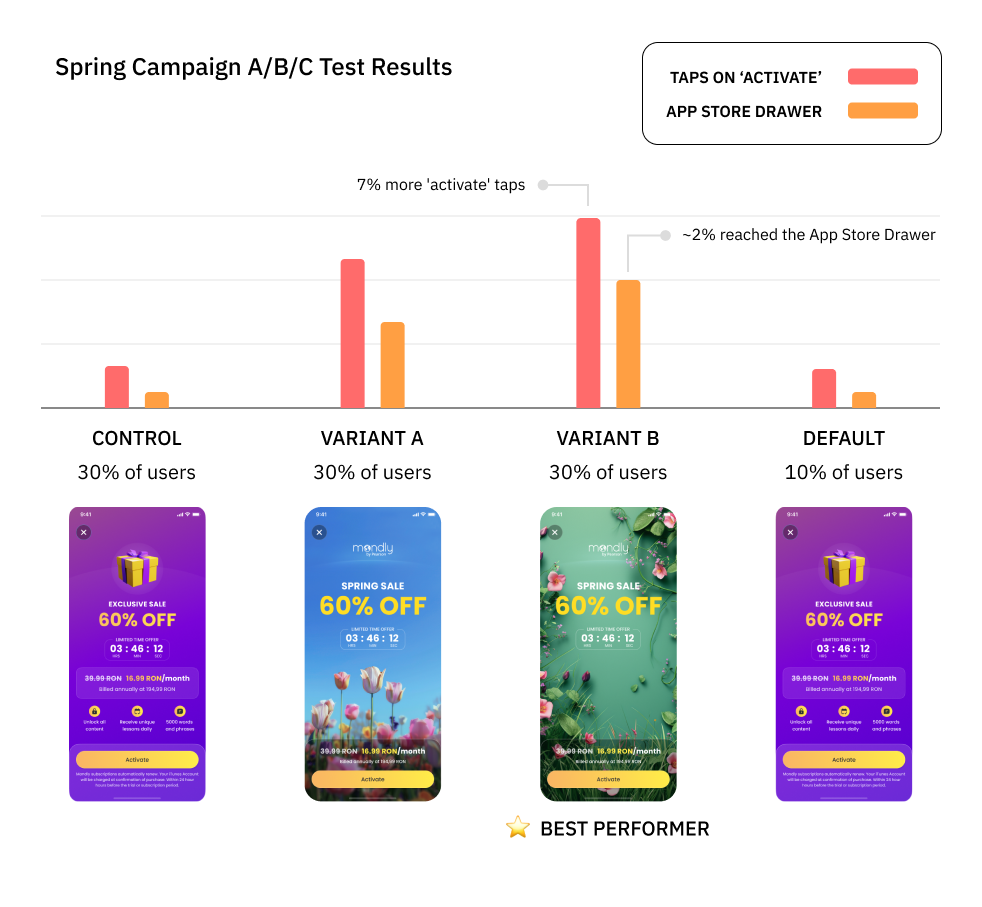 Spring Campaign A/B/C Test Results
TAPS ON ‘ACTIVATE’
APP STORE DRAWER
7% more 'activate' taps
~2% reached the App Store Drawer
CONTROL
30% of users
VARIANT A
30% of users
VARIANT B
30% of users
DEFAULT
10% of users
9:41
EXCLUSIVE SALE
60% OFF
LIMITED TIME OFFER
03 : 46 : 12
HRS MIN SEC
39.99 RON 16.99 RON/month
Billed annually at 194,99 RON
Unlock all
content
Receive unique
lessons daily
5000 words
and phrases
Activate
Mondly subscriptions automatically renew. Your iTunes Account
will be charged at confirmation of purchase. Within 24 hour
hours before the trial or subscription period.
9:41
mondly
by Pearson
SPRING SALE
60% OFF
LIMITED TIME OFFER
03 : 46 : 12
HRS MIN SEC
39.99 RON 16.99 RON/month
Billed annually at 194,99 RON
Activate
9:41
mondly
by Pearson
SPRING SALE
60% OFF
LIMITED TIME OFFER
03 : 46 : 12
HRS MIN SEC
39.99 RON 16.99 RON/month
Billed annually at 194,99 RON
Activate
9:41
EXCLUSIVE SALE
60% OFF
LIMITED TIME OFFER
03 : 46 : 12
HRS MIN SEC
39.99 RON 16.99 RON/month
Billed annually at 194,99 RON
Unlock all
content
Receive unique
lessons daily
5000 words
and phrases
Activate
Mondly subscriptions automatically renew. Your iTunes Account
will be charged at confirmation of purchase. Within 24 hour
hours before the trial or subscription period.
BEST PERFORMER